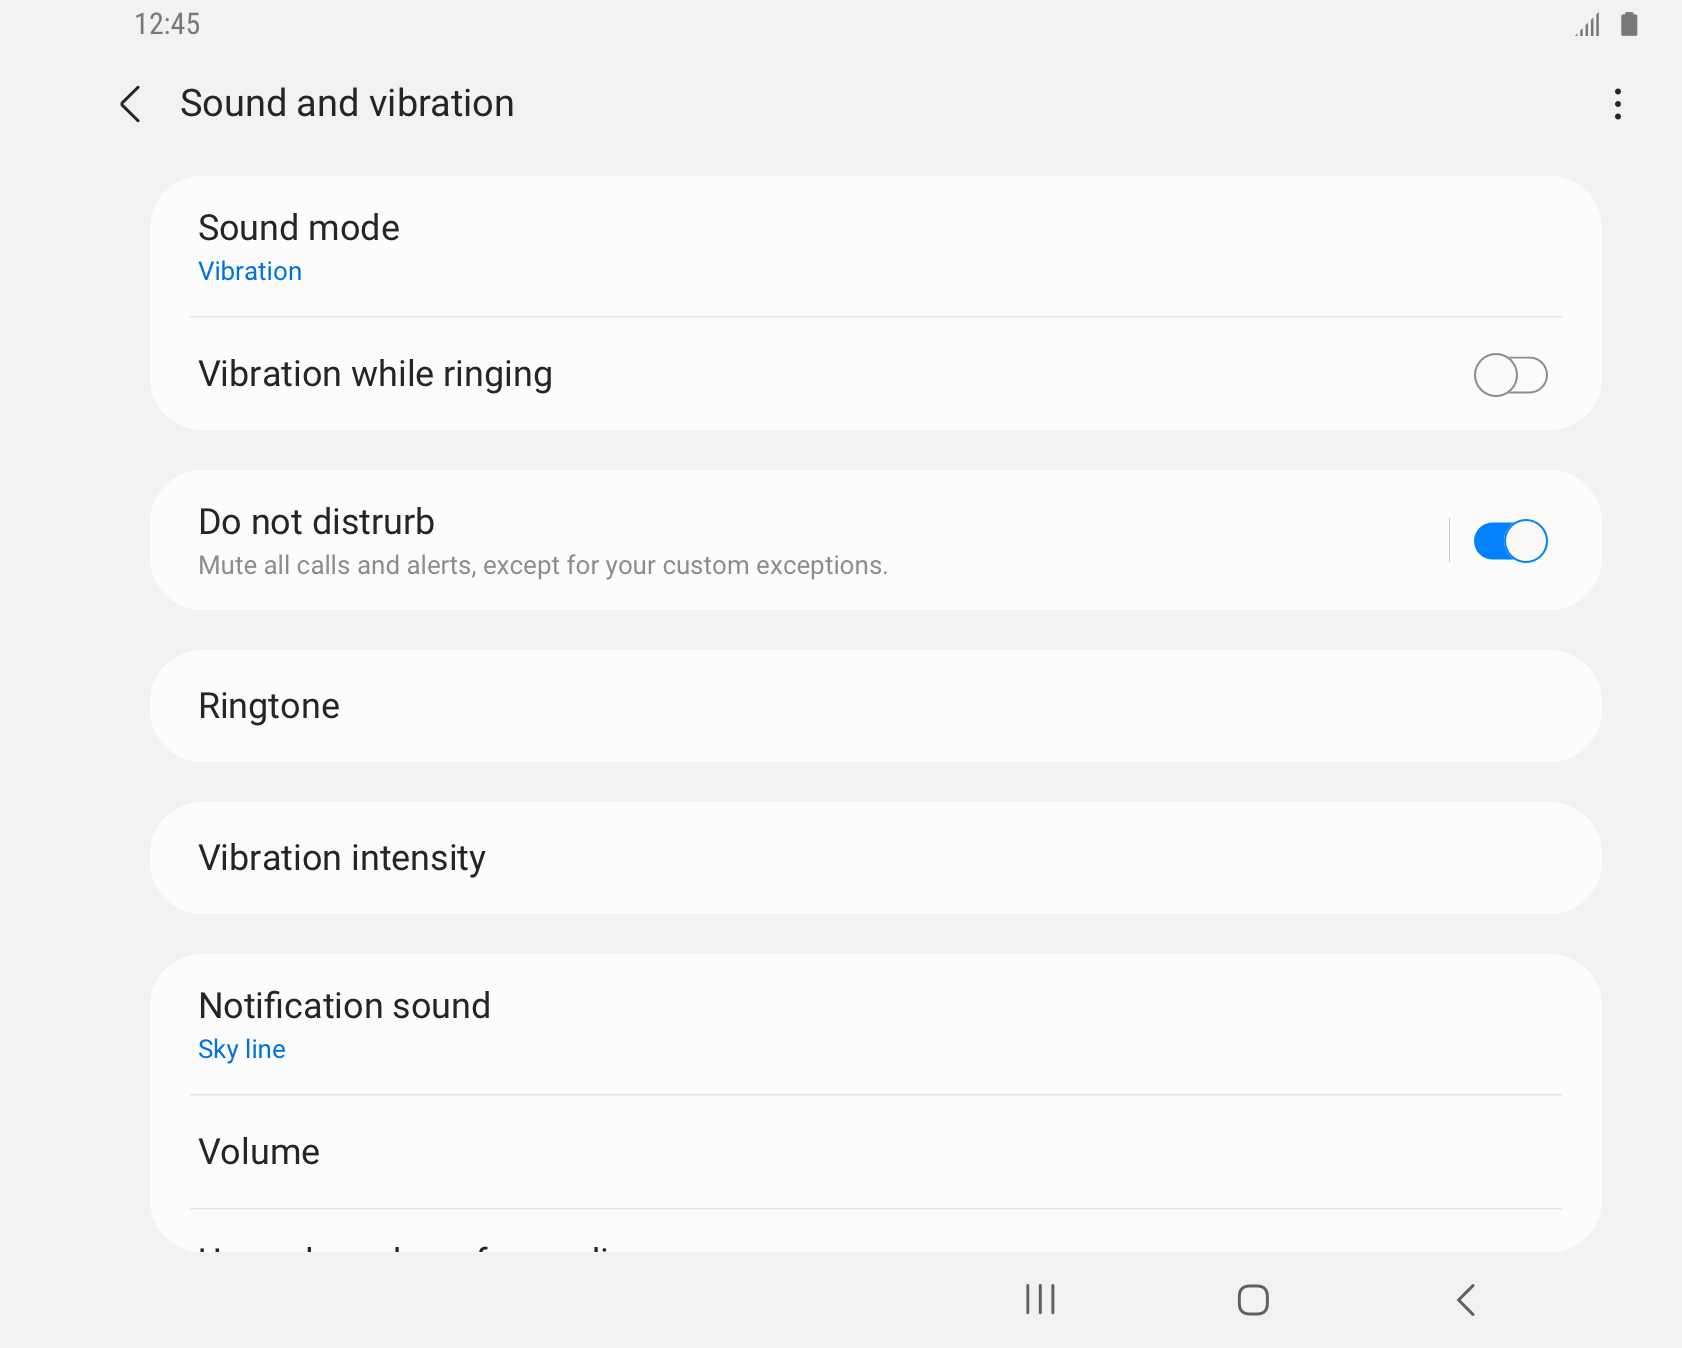 12:45
Sound and vibration
Sound mode
Vibration
Vibration while ringing
Do not distrurb
Mute all calls and alerts, except for your custom exceptions.
Ringtone
Vibration intensity
Notification sound
Sky line
Volume